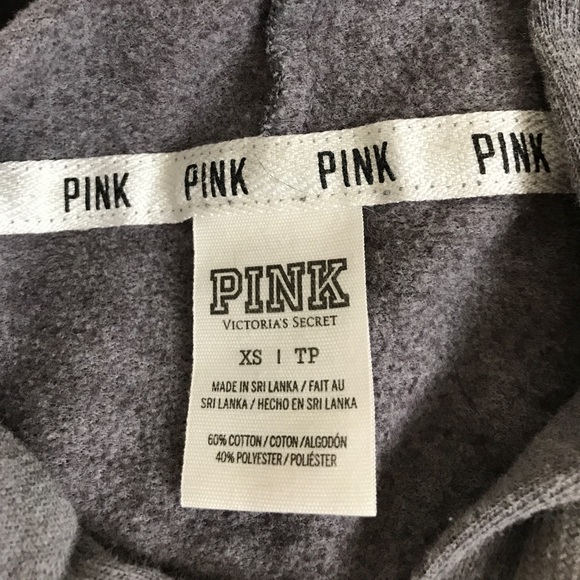 PINK PINK PINK PINK
PINK
VICTORIA'S SECRET
XS | TP
MADE IN SRI LANKA / FAIT AU
SRI LANKA / HECHO EN SRI LANKA
60% COTTON / COTON / ALGODÓN
40% POLYESTER / POLIÉSTER